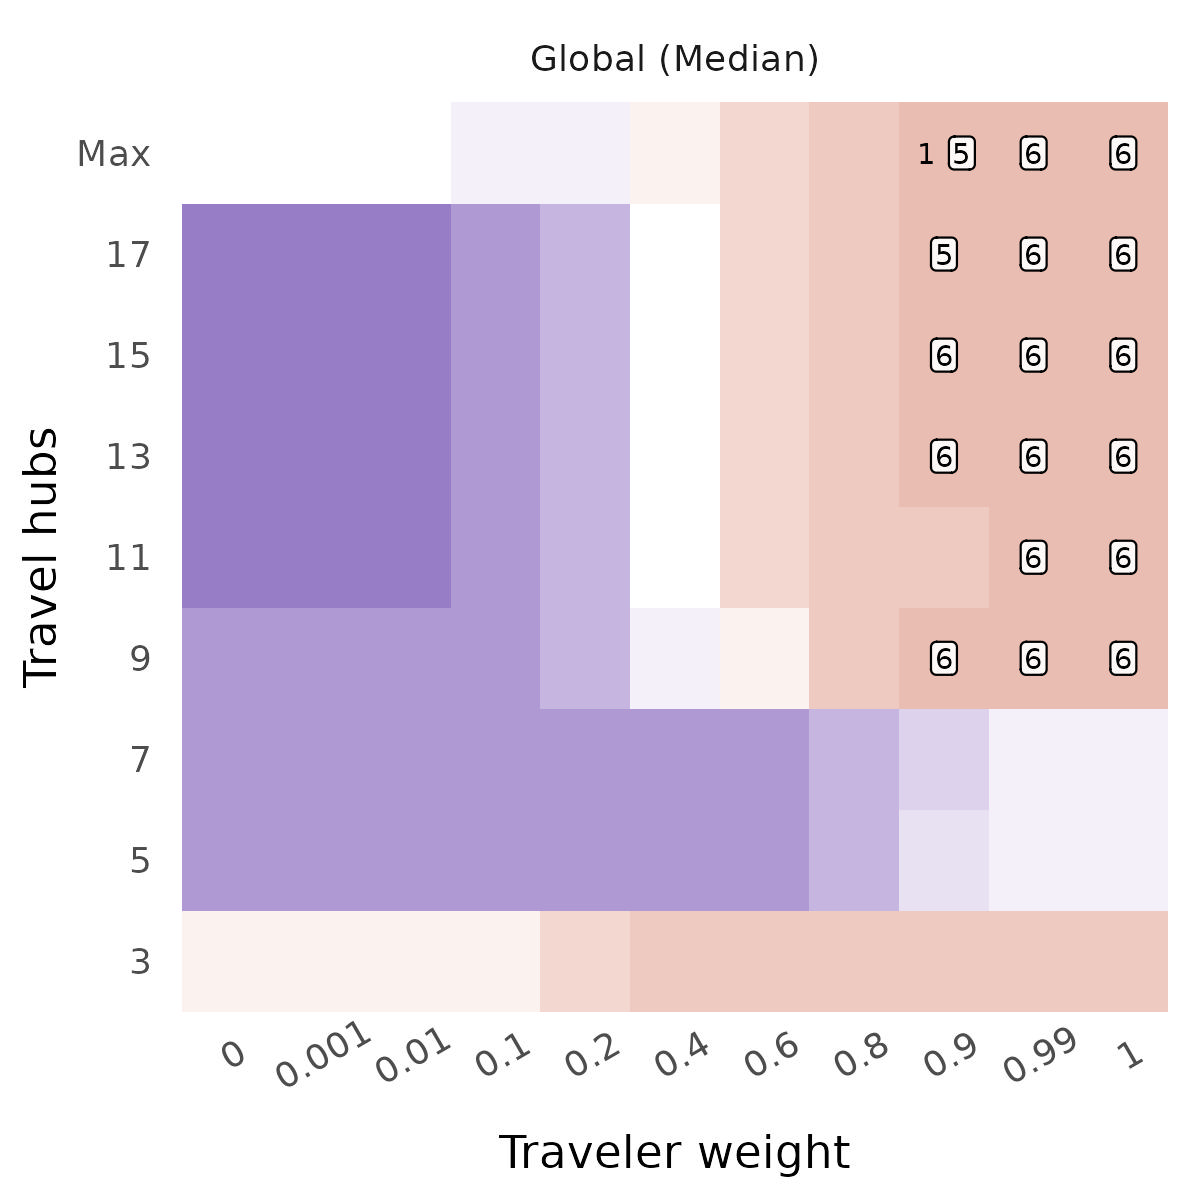 Global (Median)
Max 1 5 6 6
17 5 6 6
15 6 6 6
13 6 6 6
11 6 6
9 6 6 6
7
5
3
0 0.001 0.01 0.1 0.2 0.4 0.6 0.8 0.9 0.99 1
Travel hubs
Traveler weight